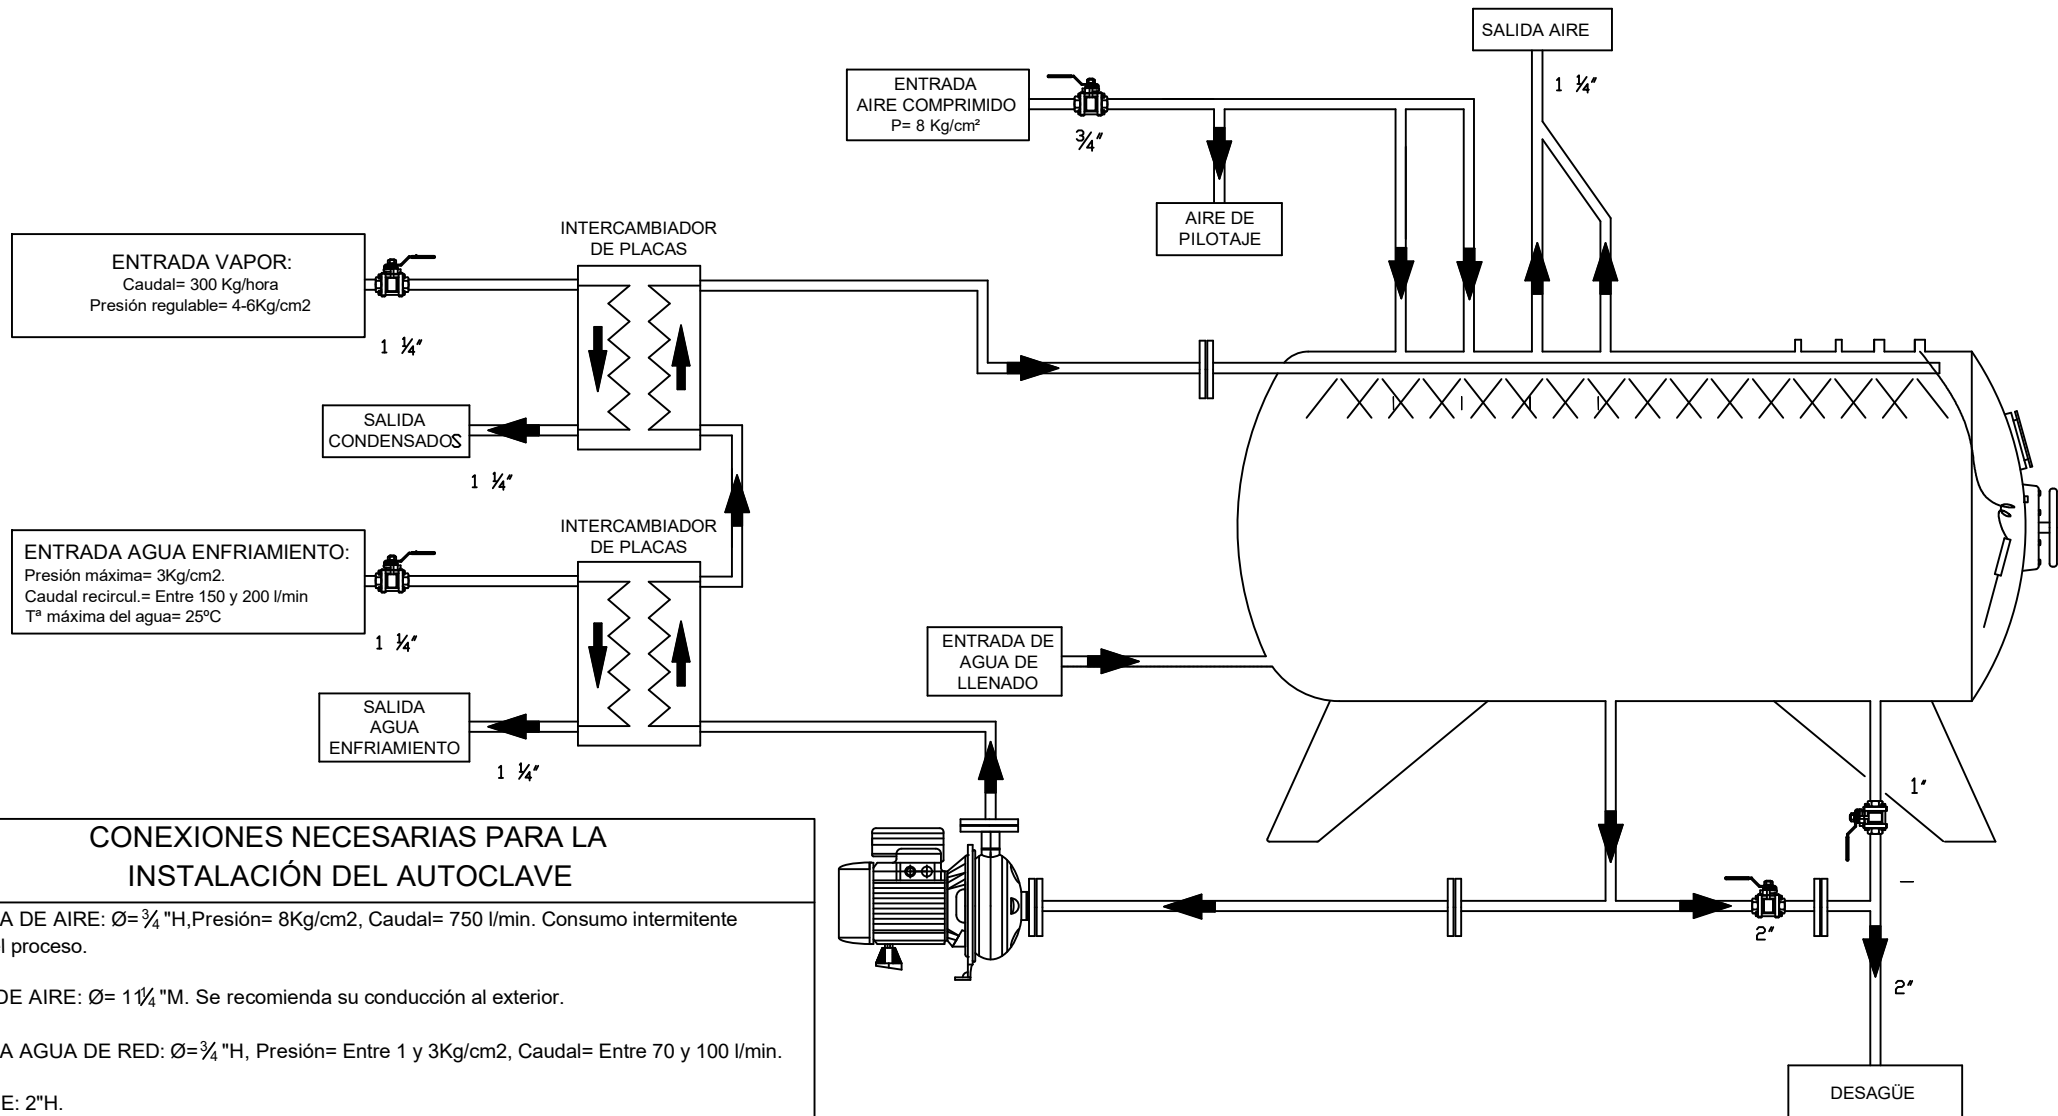 SALIDA AIRE
1 ¼"
ENTRADA
AIRE COMPRIMIDO
P= 8 Kg/cm²
¾"
AIRE DE
PILOTAJE
INTERCAMBIADOR
DE PLACAS
ENTRADA VAPOR:
Caudal= 300 Kg/hora
Presión regulable= 4-6Kg/cm2
1 ¼"
SALIDA
CONDENSADOS
1 ¼"
INTERCAMBIADOR
DE PLACAS
ENTRADA AGUA ENFRIAMIENTO:
Presión máxima= 3Kg/cm2.
Caudal recircul.= Entre 150 y 200 l/min
Tª máxima del agua= 25ºC
1 ¼"
ENTRADA DE
AGUA DE
LLENADO
SALIDA
AGUA
ENFRIAMIENTO
1 ¼"
1"
2"
2"
DESAGÜE
CONEXIONES NECESARIAS PARA LA
INSTALACIÓN DEL AUTOCLAVE
A DE AIRE: Ø=¾"H,Presión= 8Kg/cm2, Caudal= 750 l/min. Consumo intermitente
l proceso.
DE AIRE: Ø= 11¼"M. Se recomienda su conducción al exterior.
A AGUA DE RED: Ø=¾"H, Presión= Entre 1 y 3Kg/cm2, Caudal= Entre 70 y 100 l/min.
E: 2"H.